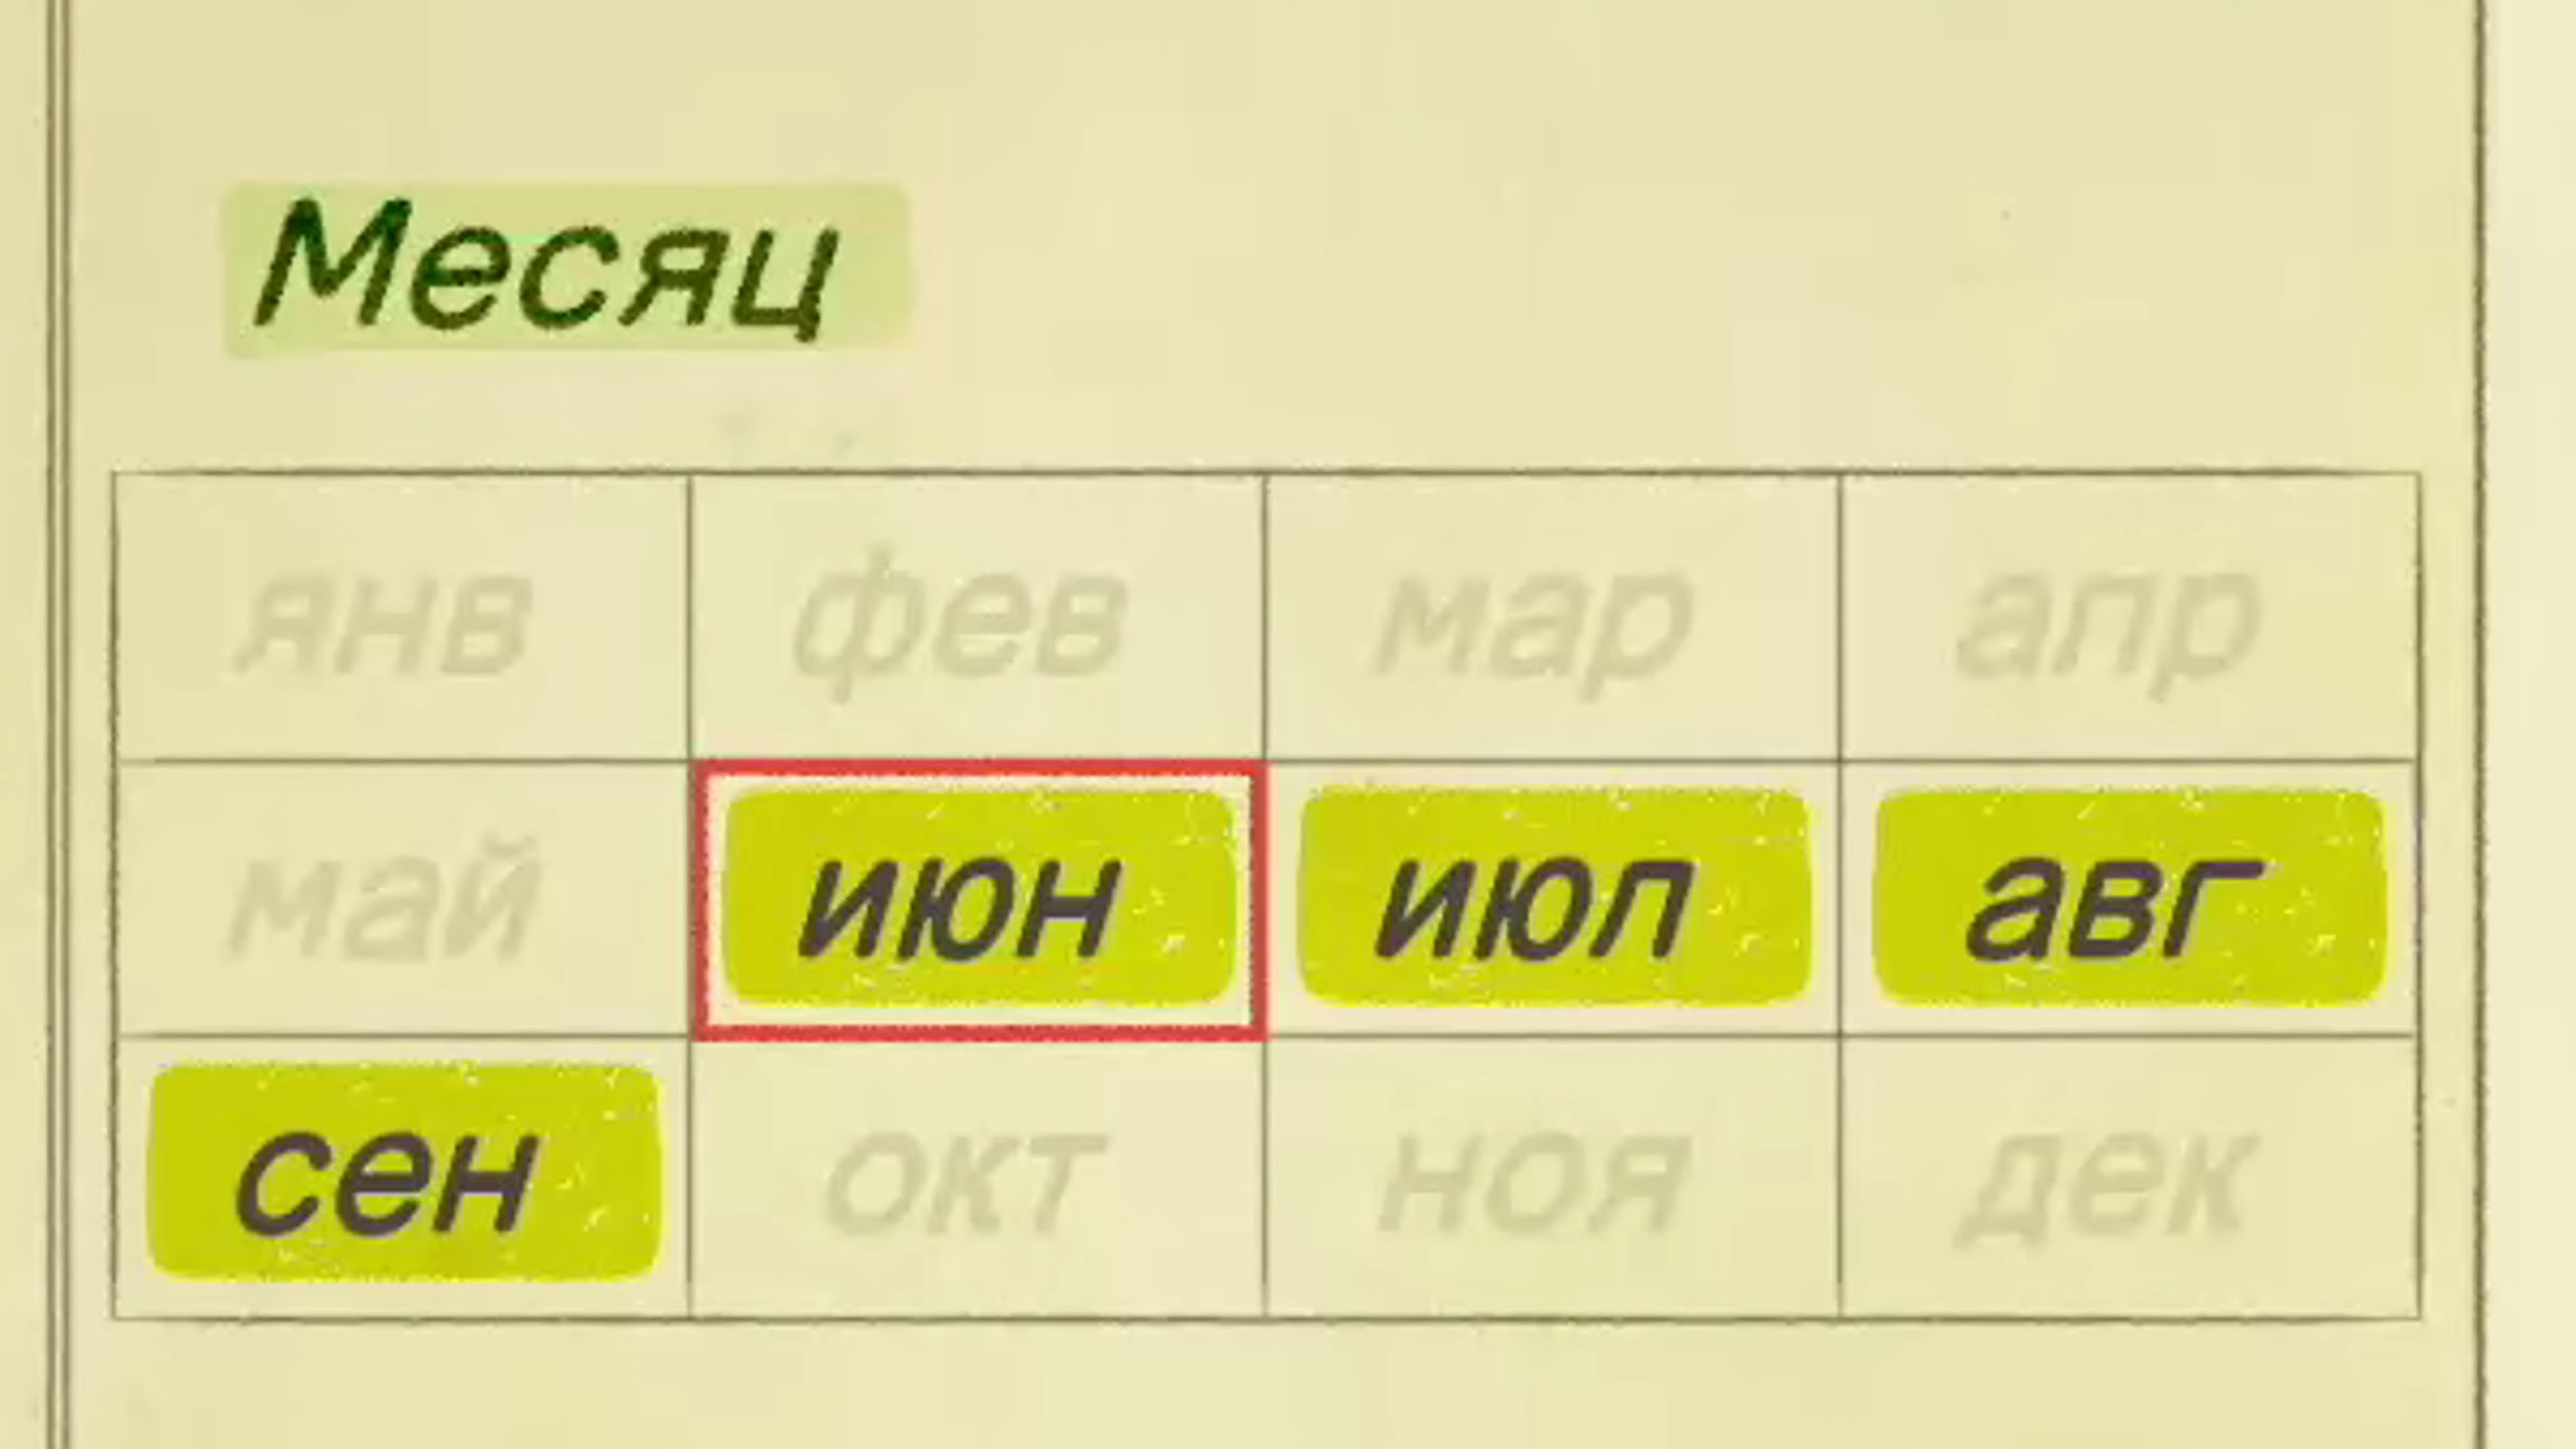 Месяц
янв фев мар апр
май июн июл авг
сен окт ноя дек